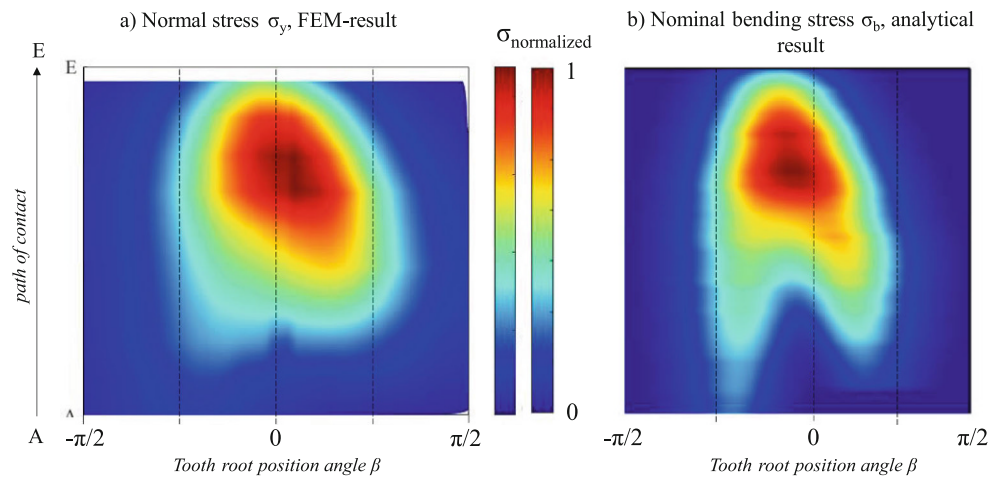 a) Normal stress σy, FEM-result
b) Nominal bending stress σb, analytical
result
σnormalized
E
E
1
path of contact
0
A
A
-π/2
0
π/2
-π/2
0
π/2
Tooth root position angle β
Tooth root position angle β